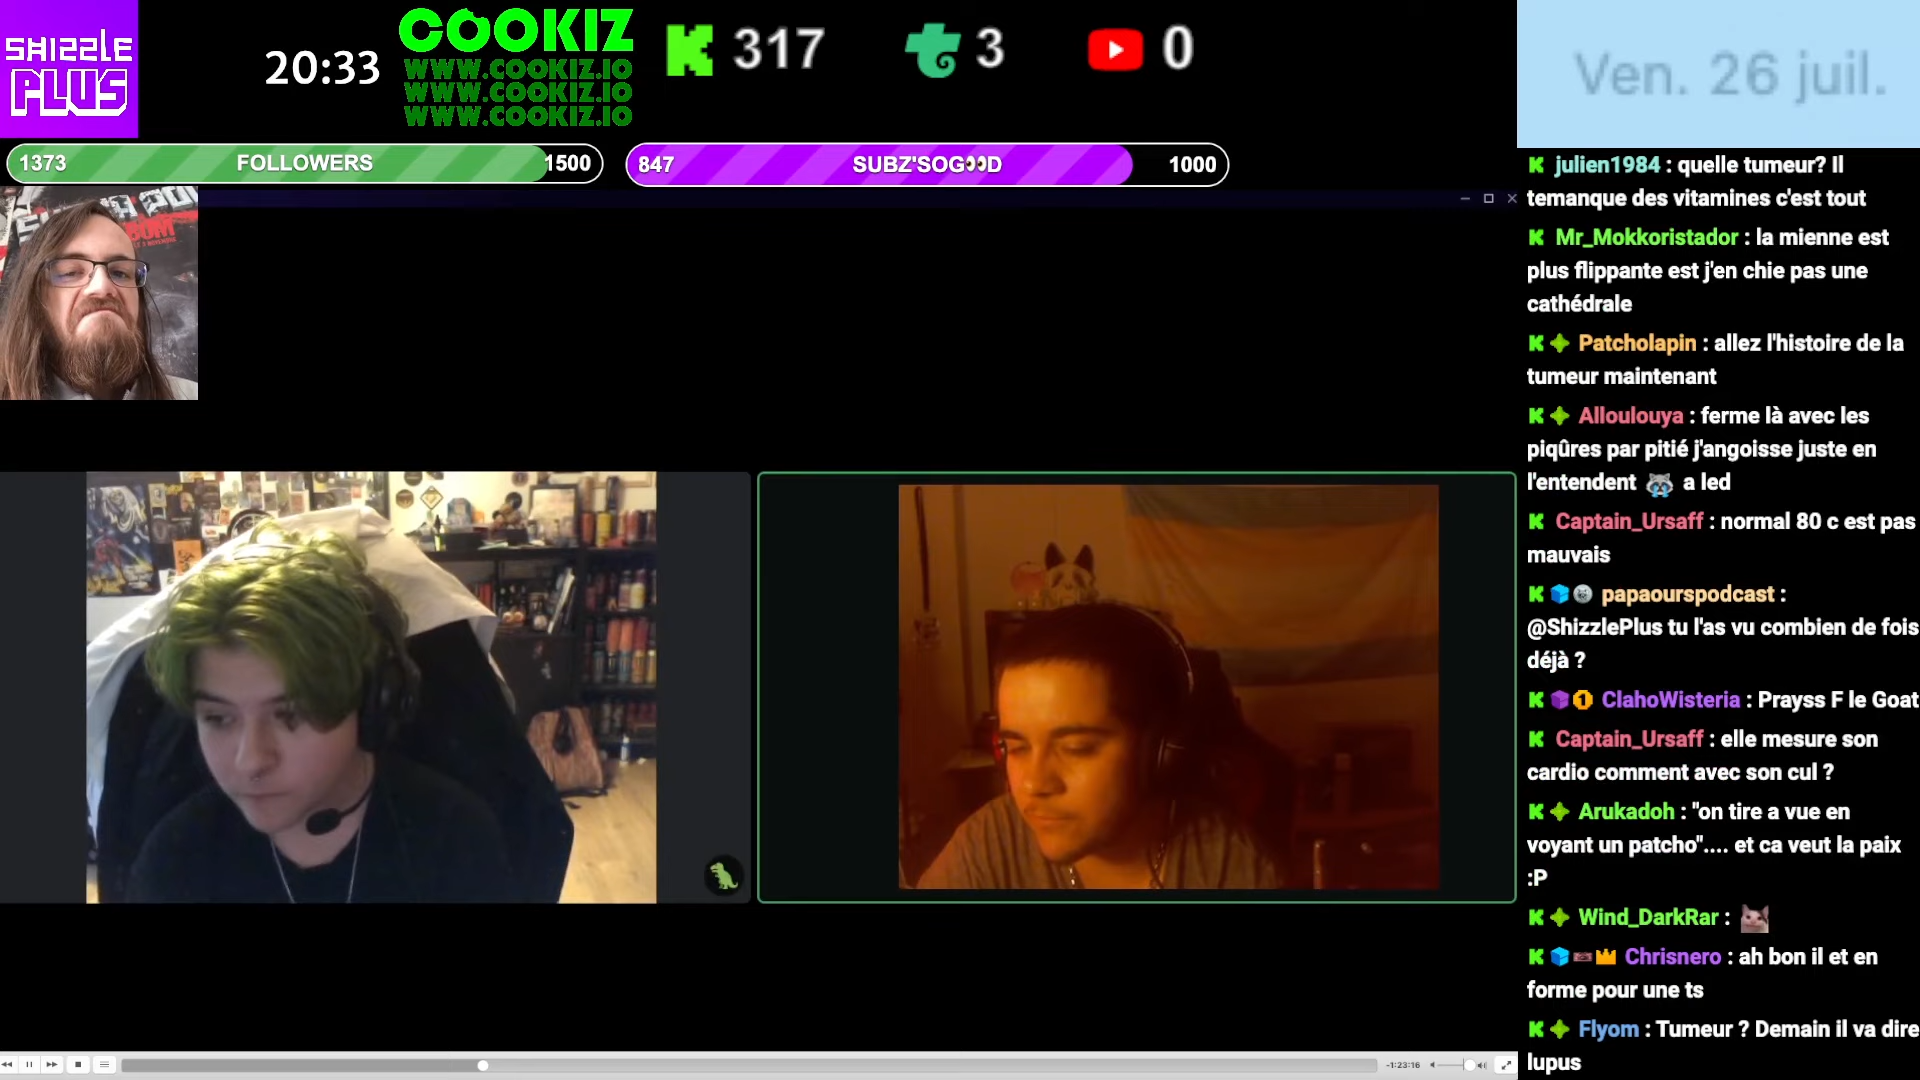 SHIZZLE
PLUS
20:33
COOKIZ
WWW.COOKIZ.IO
WWW.COOKIZ.IO
WWW.COOKIZ.IO
317
3
0
Ven. 26 juil.
1373 FOLLOWERS 1500
847 SUBZ'SOG👀D 1000
julien1984 : quelle tumeur? Il
temanque des vitamines c'est tout
Mr_Mokkoristador : la mienne est
plus flippante est j'en chie pas une
cathédrale
Patcholapin : allez l'histoire de la
tumeur maintenant
Alloulouya : ferme là avec les
piqûres par pitié j'angoisse juste en
l'entendent a led
Captain_Ursaff : normal 80 c est pas
mauvais
papaourspodcast :
@ShizzlePlus tu l'as vu combien de fois
déjà ?
ClahoWisteria : Prayss F le Goat
Captain_Ursaff : elle mesure son
cardio comment avec son cul ?
Arukadoh : "on tire a vue en
voyant un patcho".... et ca veut la paix
:P
Wind_DarkRar :
Chrisnero : ah bon il et en
forme pour une ts
Flyom : Tumeur ? Demain il va dire
lupus
-1:23:16